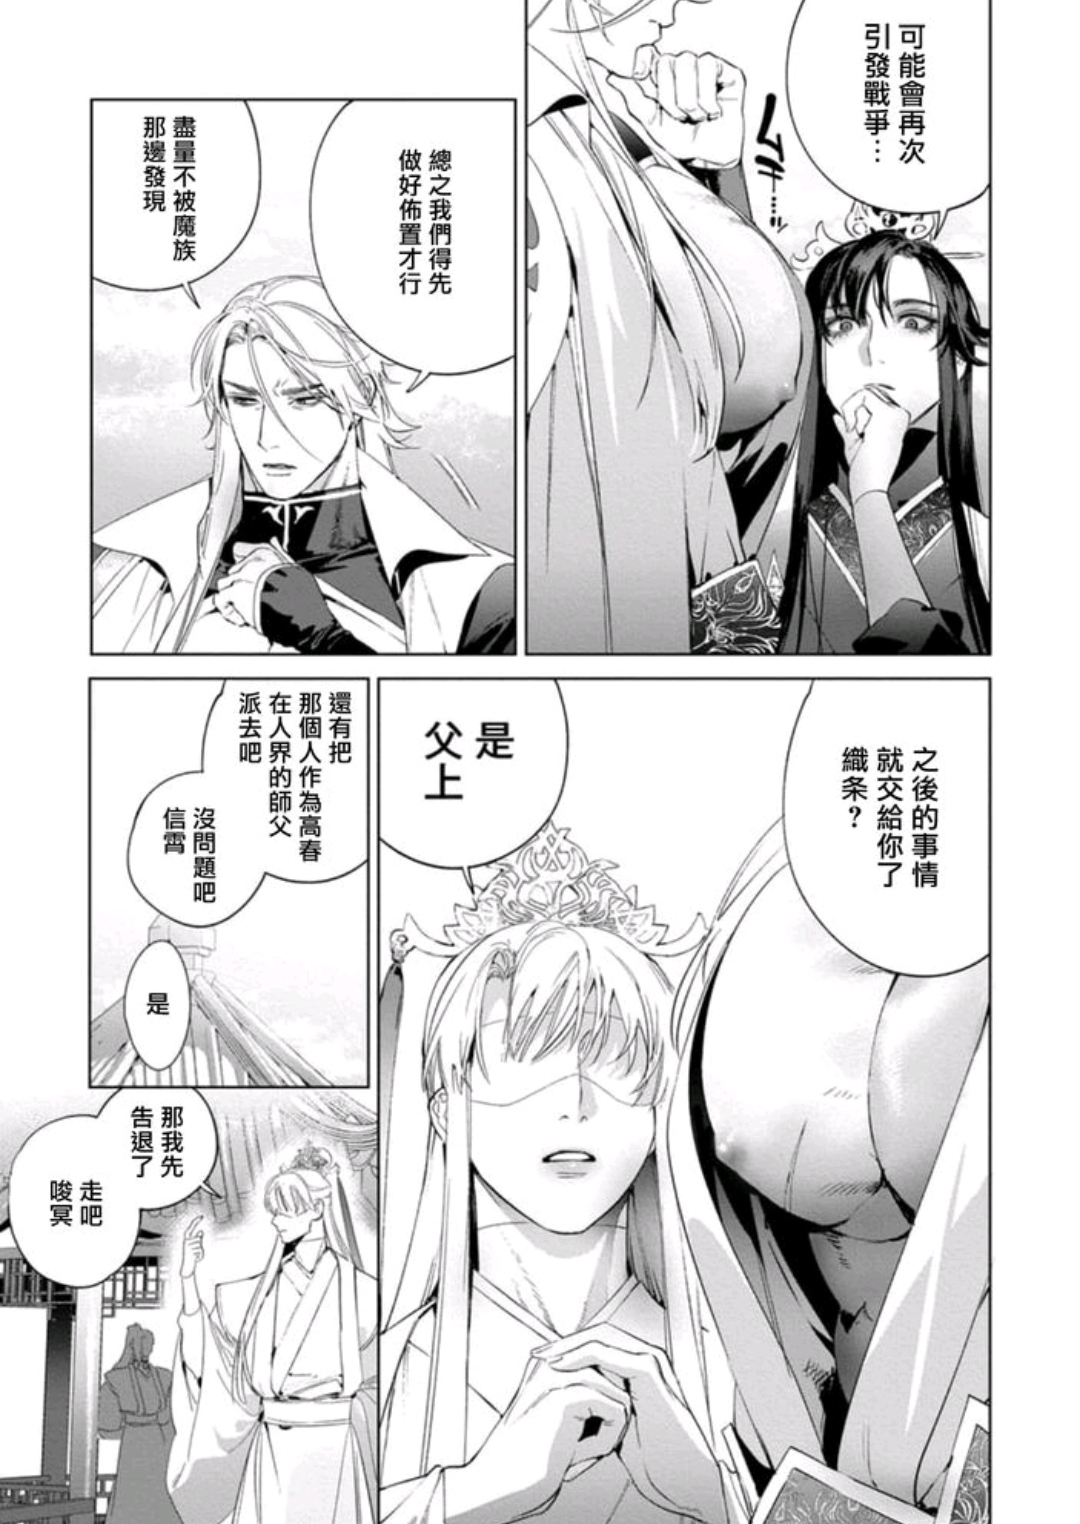 可能會再次
引發戰爭…
總之我們得先
做好佈置才行
盡量不被魔族
那邊發現
之後的事情
就交給你了
織条?
是
父上
還有把
那個人作為高春
在人界的師父
派去吧
沒問題吧
信霄
是
那我先
告退了
走吧
唆冥